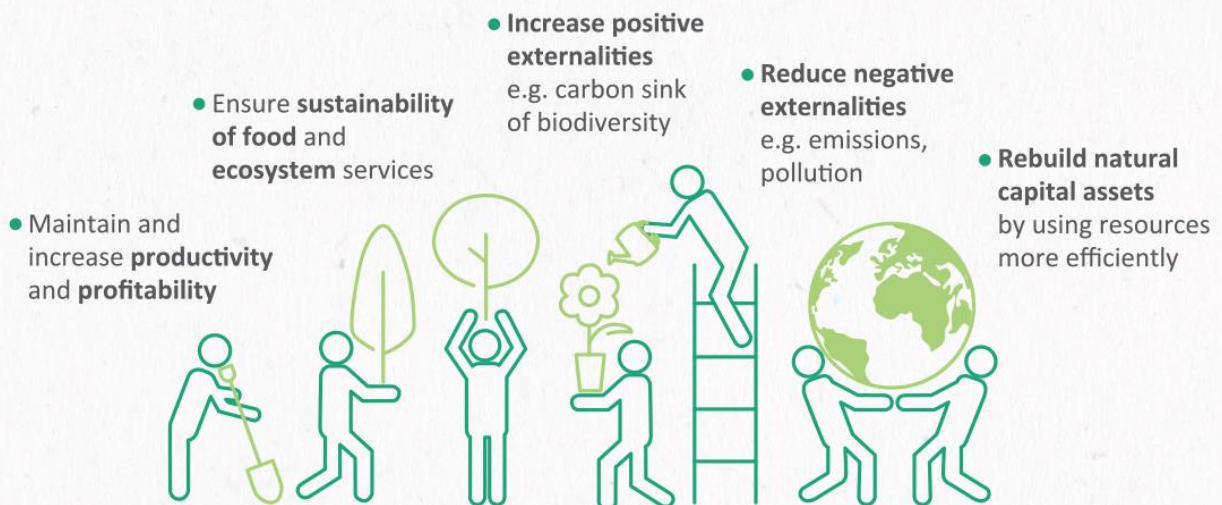 Maintain and
increase productivity
and profitability
Ensure sustainability
of food and
ecosystem services
Increase positive
externalities
e.g. carbon sink
of biodiversity
Reduce negative
externalities
e.g. emissions,
pollution
Rebuild natural
capital assets
by using resources
more efficiently